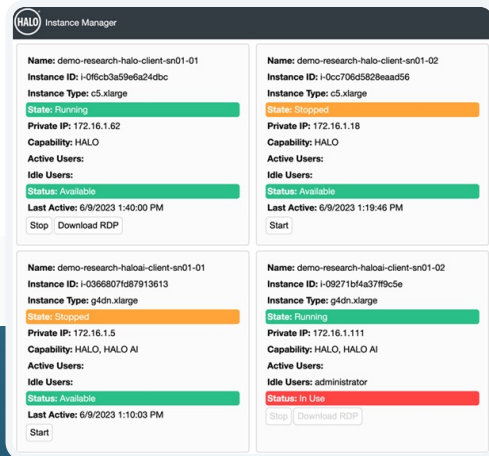 HALO Instance Manager
Name: demo-research-halo-client-sn01-01
Instance ID: i-0f6cb3a59e6a24dbc
Instance Type: c5.xlarge
State: Running
Private IP: 172.16.1.62
Capability: HALO
Active Users:
Idle Users:
Status: Available
Last Active: 6/9/2023 1:40:00 PM
Stop Download RDP
Name: demo-research-halo-client-sn01-02
Instance ID: i-0cc706d5828eaad56
Instance Type: c5.xlarge
State: Stopped
Private IP: 172.16.1.18
Capability: HALO
Active Users:
Idle Users:
Status: Available
Last Active: 6/9/2023 1:19:46 PM
Start
Name: demo-research-haloai-client-sn01-01
Instance ID: i-0366807fd87913613
Instance Type: g4dn.xlarge
State: Stopped
Private IP: 172.16.1.5
Capability: HALO, HALO AI
Active Users:
Idle Users:
Status: Available
Last Active: 6/9/2023 1:10:03 PM
Start
Name: demo-research-haloai-client-sn01-02
Instance ID: i-09271bf4a37ff9c5e
Instance Type: g4dn.xlarge
State: Running
Private IP: 172.16.1.111
Capability: HALO, HALO AI
Active Users:
Idle Users: administrator
Status: In Use
Stop Download RDP